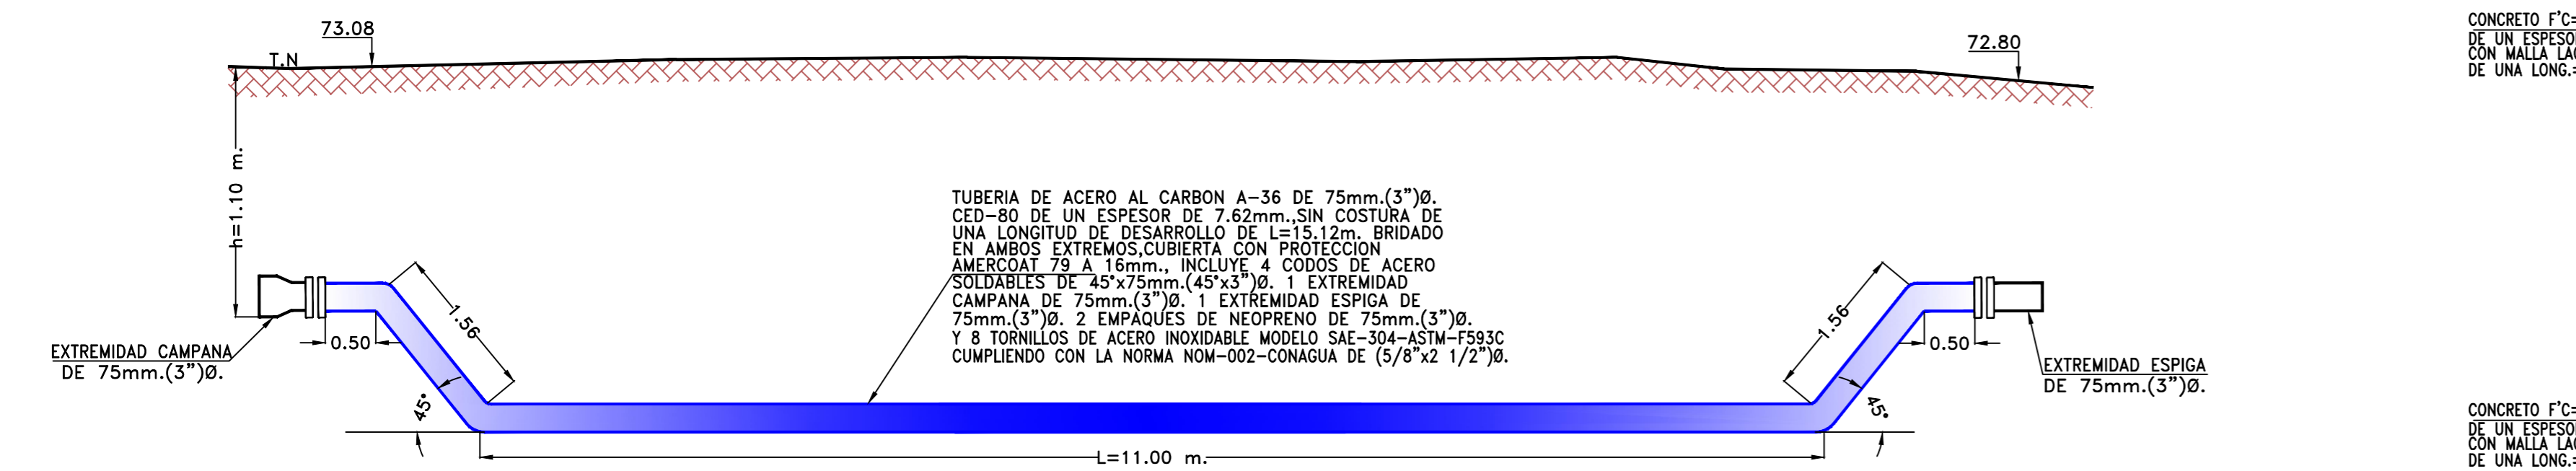 73.08
T.N
72.80
h=1.10 m.
TUBERIA DE ACERO AL CARBON A-36 DE 75mm.(3")Ø.
CED-80 DE UN ESPESOR DE 7.62mm.,SIN COSTURA DE
UNA LONGITUD DE DESARROLLO DE L=15.12m. BRIDADO
EN AMBOS EXTREMOS,CUBIERTA CON PROTECCION
AMERCOAT 79 A 16mm., INCLUYE 4 CODOS DE ACERO
SOLDABLES DE 45°x75mm.(45°x3")Ø. 1 EXTREMIDAD
CAMPANA DE 75mm.(3")Ø. 1 EXTREMIDAD ESPIGA DE
75mm.(3")Ø. 2 EMPAQUES DE NEOPRENO DE 75mm.(3")Ø.
Y 8 TORNILLOS DE ACERO INOXIDABLE MODELO SAE-304-ASTM-F593C
CUMPLIENDO CON LA NORMA NOM-002-CONAGUA DE (5/8"x2 1/2")Ø.
1.56
1.56
0.50
0.50
EXTREMIDAD CAMPANA
DE 75mm.(3")Ø.
EXTREMIDAD ESPIGA
DE 75mm.(3")Ø.
45°
45°
L=11.00 m.
CONCRETO F'C=
DE UN ESPESO
CON MALLA
DE UNA LONG.=
CONCRETO F'C=
DE UN ESPESO
CON MALLA
DE UNA LONG.=